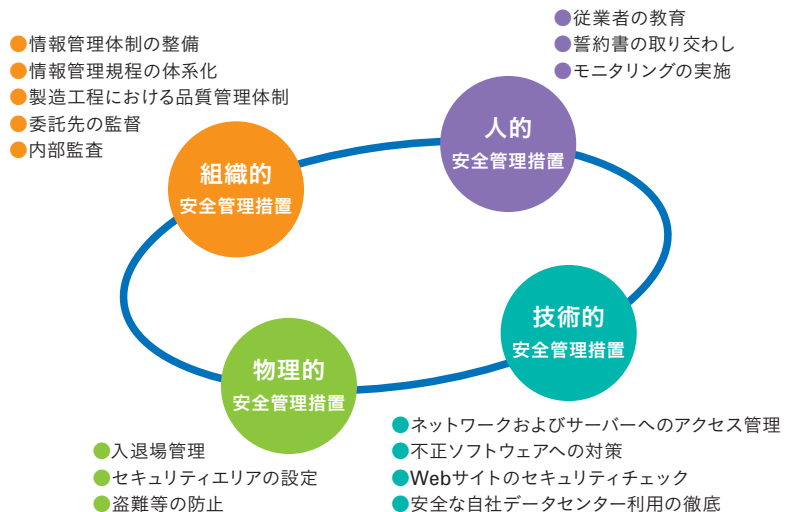 ●情報管理体制の整備
●情報管理規程の体系化
●製造工程における品質管理体制
●委託先の監督
●内部監査
組織的
安全管理措置
●従業者の教育
●誓約書の取り交わし
●モニタリングの実施
人的
安全管理措置
物理的
安全管理措置
●入退場管理
●セキュリティエリアの設定
●盗難等の防止
技術的
安全管理措置
●ネットワークおよびサーバーへのアクセス管理
●不正ソフトウェアへの対策
●Webサイトのセキュリティチェック
●安全な自社データセンター利用の徹底